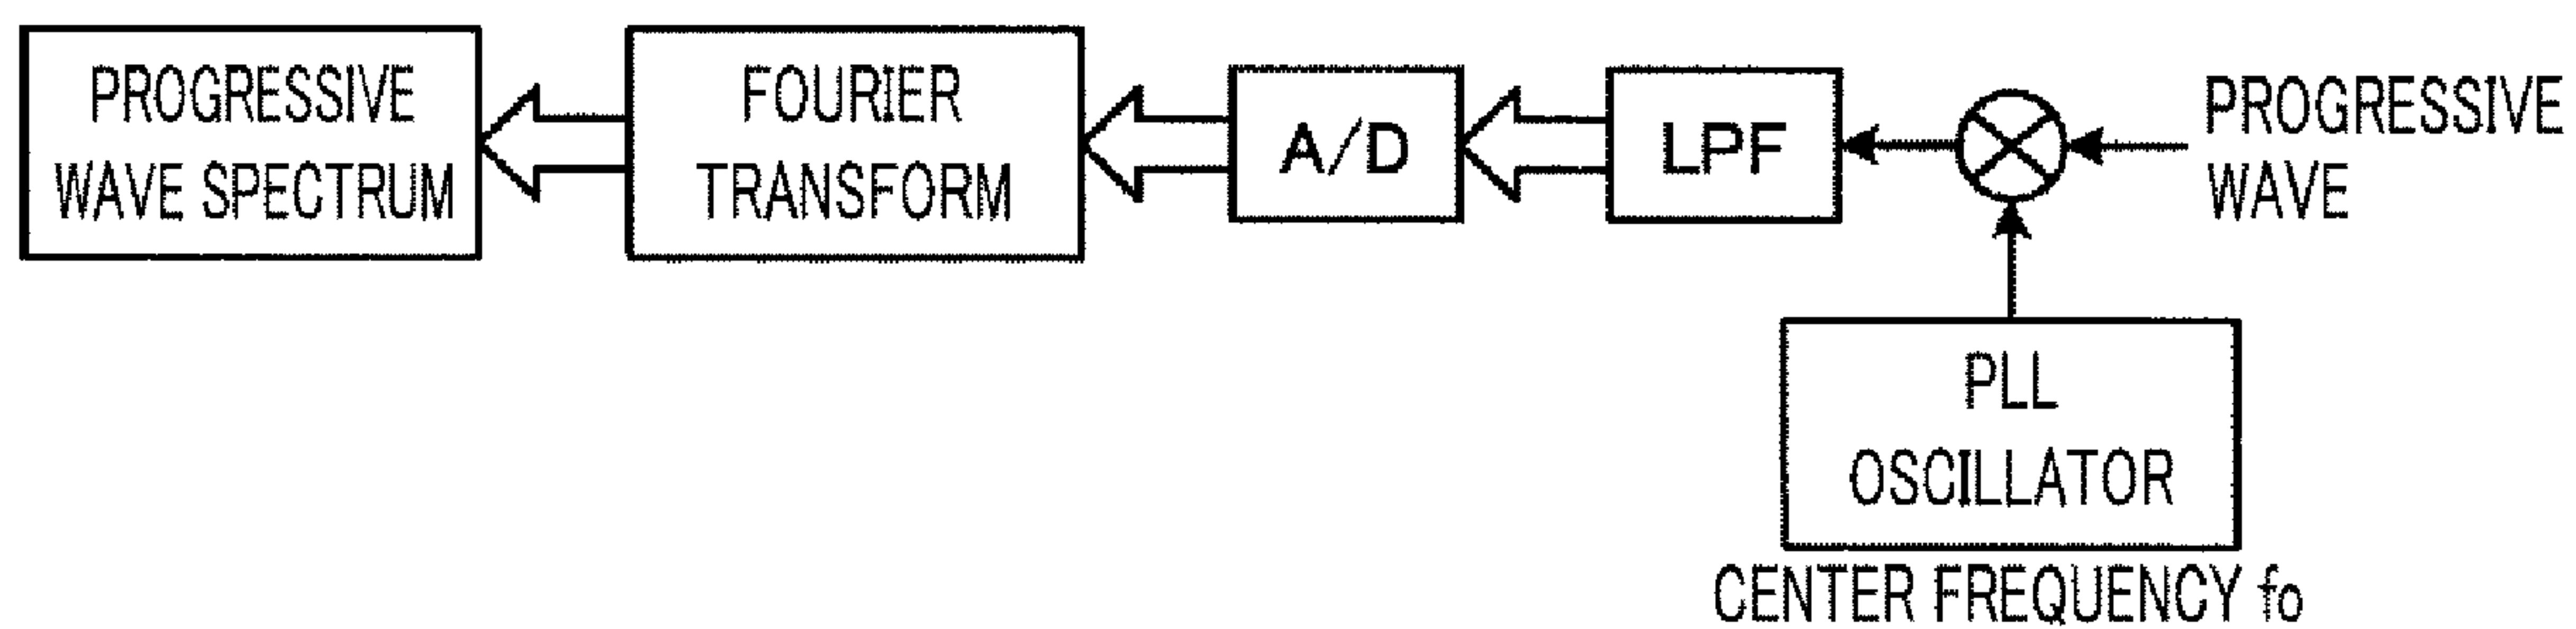 PROGRESSIVE
WAVE SPECTRUM
FOURIER
TRANSFORM
A/D
LPF
PROGRESSIVE
WAVE
PLL
OSCILLATOR
CENTER FREQUENCY fo